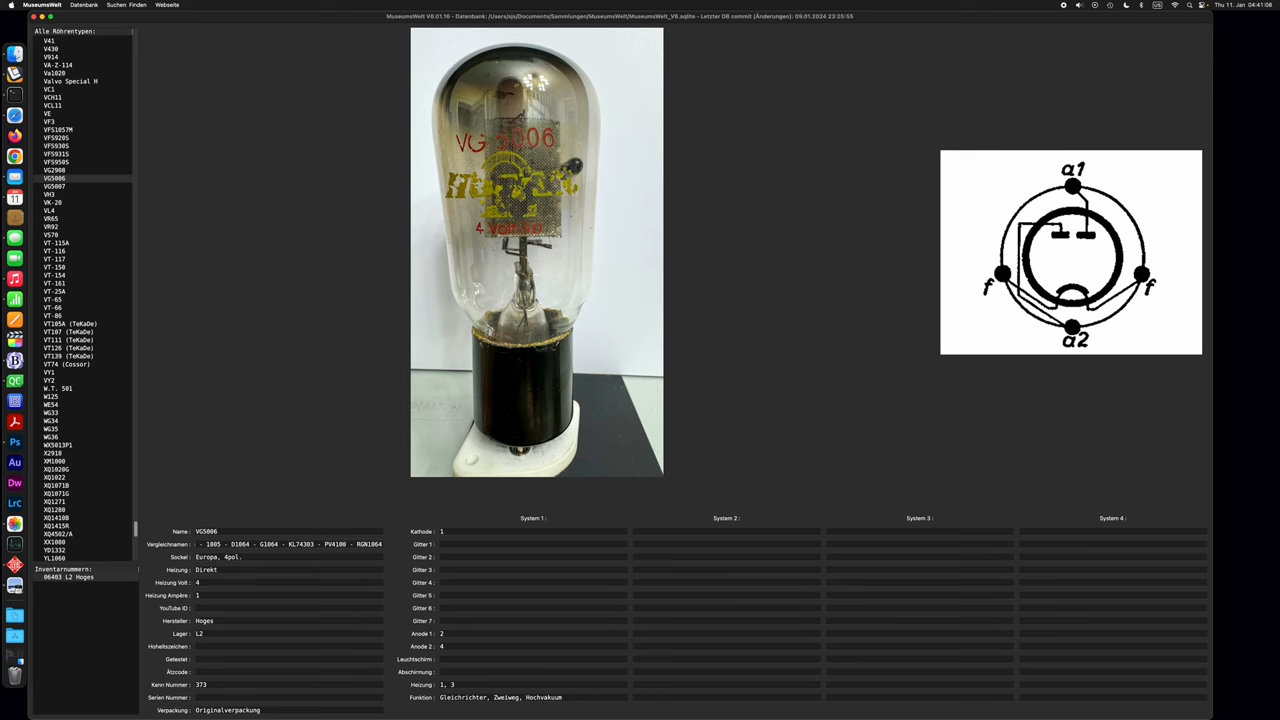 MuseumsWelt Datenbank Suchen Finden Webseite
Thu 11. Jan 04:41:08
MuseumsWelt V6.01.16 - Datenbank: /Users/sjs/Documents/Sammlungen/MuseumsWelt/MuseumsWelt_V6.sqlite - Letzter DB commit (Änderungen): 09.01.2024 23:25:55
Alle Röhrentypen:
V41
V430
V914
VA-Z-114
Va1020
Valvo Special H
VC1
VCH11
VCL11
VE
VF3
VFS1057M
VFS920S
VFS930S
VFS931S
VFS950S
VG2908
VG5006
VG5007
VH3
VK-20
VL4
VR65
VR92
VS70
VT-115A
VT-116
VT-117
VT-150
VT-154
VT-161
VT-25A
VT-65
VT-66
VT-86
VT105A (TeKaDe)
VT107 (TeKaDe)
VT111 (TeKaDe)
VT126 (TeKaDe)
VT139 (TeKaDe)
VT74 (Cossor)
VY1
VY2
W.T. 501
W125
WE54
WG33
WG34
WG35
WG36
WX5013P1
X2918
XM1000
XQ1020G
XQ1022
XQ1071B
XQ1071G
XQ1271
XQ1280
XQ1410B
XQ1415R
XQ4502/A
XX1080
YD1332
YL1060
Inventarnummern:
06403 L2 Hoges
VG 5006
4 Volt
a1
f
f
a2
System 1 :
System 2 :
System 3 :
System 4 :
Name : VG5006
Vergleichnamen : - 1805 - D1064 - G1064 - KL74303 - PV4100 - RGN1064
Sockel : Europa, 4pol.
Heizung : Direkt
Heizung Volt : 4
Heizung Ampère : 1
YouTube ID :
Hersteller : Hoges
Lager : L2
Hoheitszeichen :
Getestet :
Ätzcode :
Kenn Nummer : 373
Serien Nummer :
Verpackung : Originalverpackung
Kathode : 1
Gitter 1 :
Gitter 2 :
Gitter 3 :
Gitter 4 :
Gitter 5 :
Gitter 6 :
Gitter 7 :
Anode 1 : 2
Anode 2 : 4
Leuchtschirm :
Abschirmung :
Heizung : 1, 3
Funktion : Gleichrichter, Zweiweg, Hochvakuum